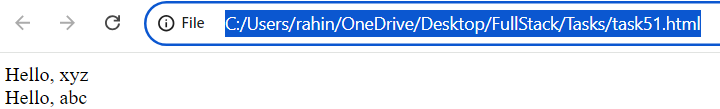 File C:/Users/rahin/OneDrive/Desktop/FullStack/Tasks/task51.html
Hello, xyz
Hello, abc